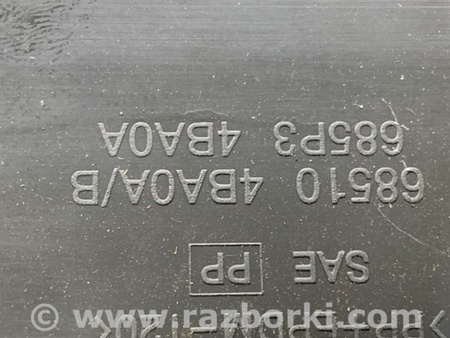 SAE PP
68510 4BA0A/B
685P3 4BA0A
© www.razborki.com